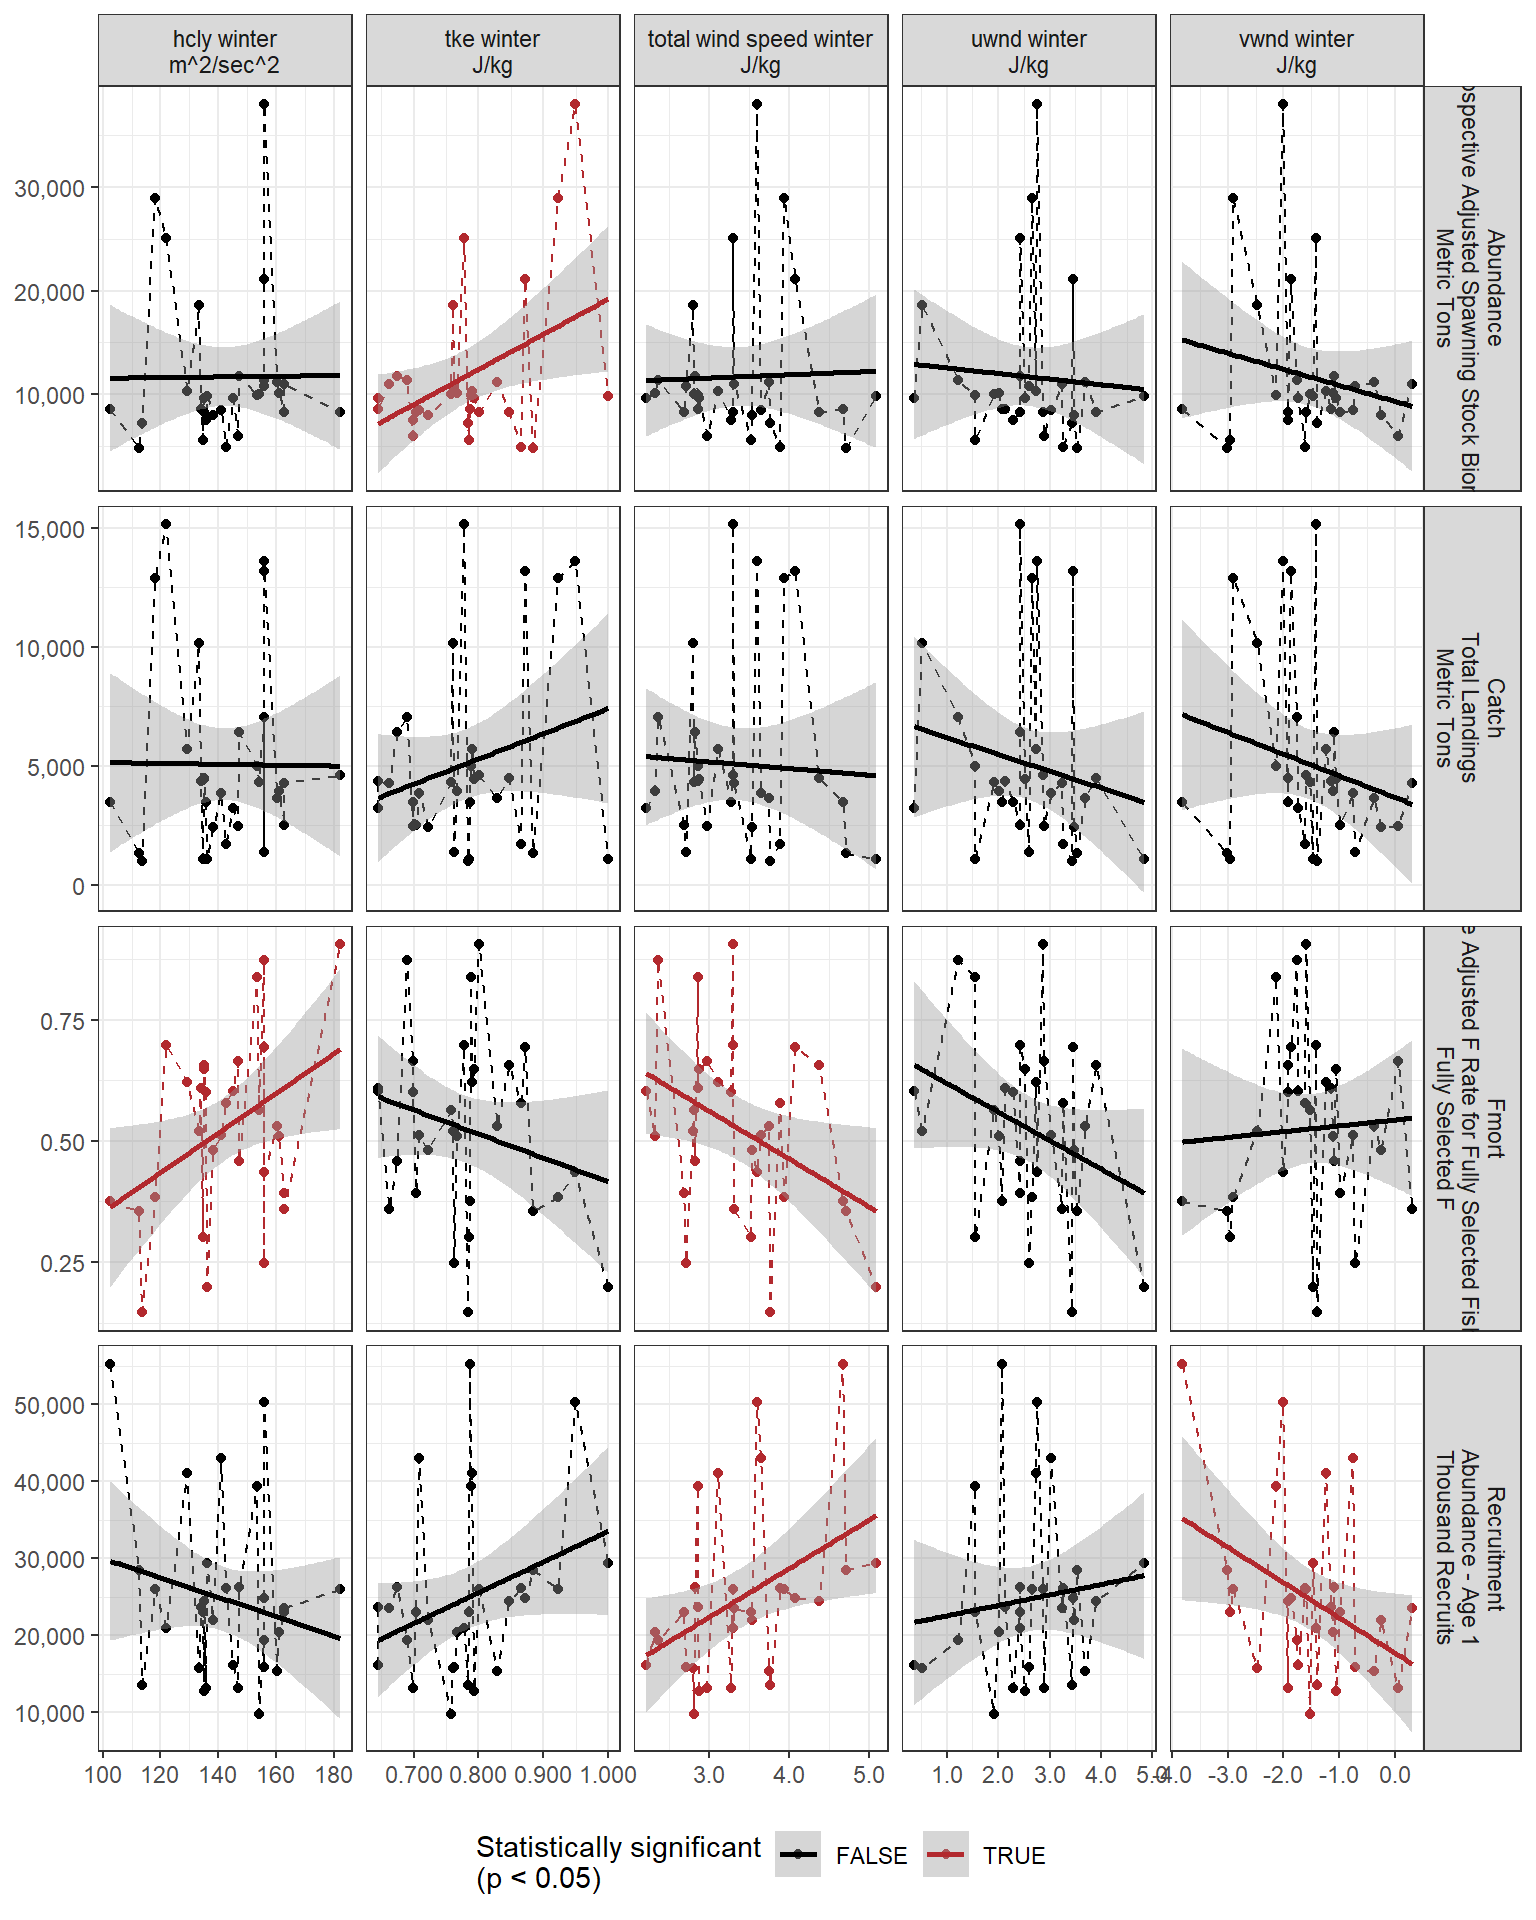 hcly winter
m^2/sec^2
tke winter
J/kg
total wind speed winter
J/kg
uwnd winter
J/kg
vwnd winter
J/kg
30,000
20,000
10,000
Abundance
Adjusted Spawning Stock
Metric Tons
15,000
10,000
5,000
0
Catch
Total Landings
Metric Tons
0.75
0.50
0.25
Fmort
Adjusted F Rate for Fully Selected
Fully Selected F
50,000
40,000
30,000
20,000
10,000
Recruitment
Abundance - Age 1
Thousand Recruits
100 120 140 160 180
0.700 0.800 0.900 1.000
3.0 4.0 5.0
1.0 2.0 3.0 4.0
-3.0 -2.0 -1.0 0.0
Statistically significant
(p < 0.05)
FALSE
TRUE